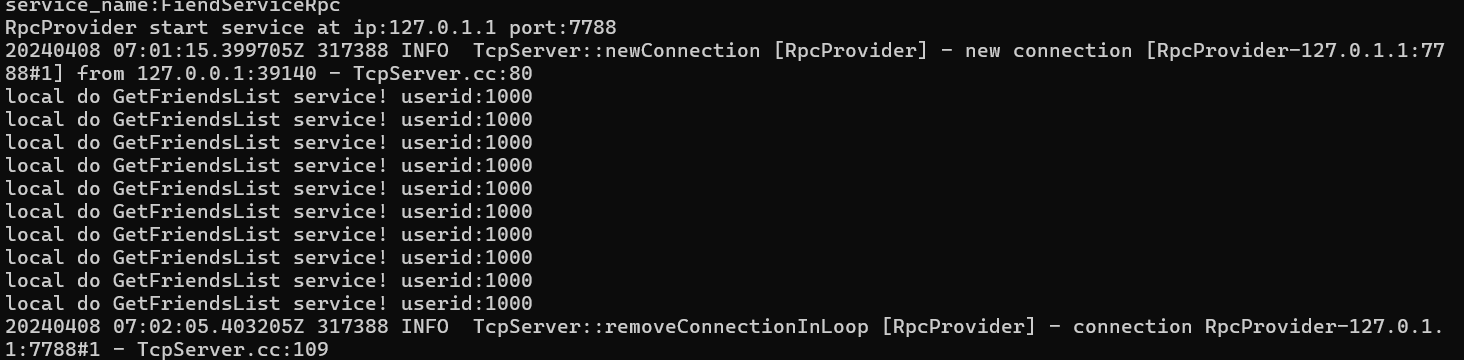 service_name:FiendServiceRpc
RpcProvider start service at ip:127.0.1.1 port:7788
20240408 07:01:15.399705Z 317388 INFO  TcpServer::newConnection [RpcProvider] - new connection [RpcProvider-127.0.1.1:77
88#1] from 127.0.0.1:39140 - TcpServer.cc:80
local do GetFriendsList service! userid:1000
local do GetFriendsList service! userid:1000
local do GetFriendsList service! userid:1000
local do GetFriendsList service! userid:1000
local do GetFriendsList service! userid:1000
local do GetFriendsList service! userid:1000
local do GetFriendsList service! userid:1000
local do GetFriendsList service! userid:1000
local do GetFriendsList service! userid:1000
local do GetFriendsList service! userid:1000
20240408 07:02:05.403205Z 317388 INFO  TcpServer::removeConnectionInLoop [RpcProvider] - connection RpcProvider-127.0.1.
1:7788#1 - TcpServer.cc:109